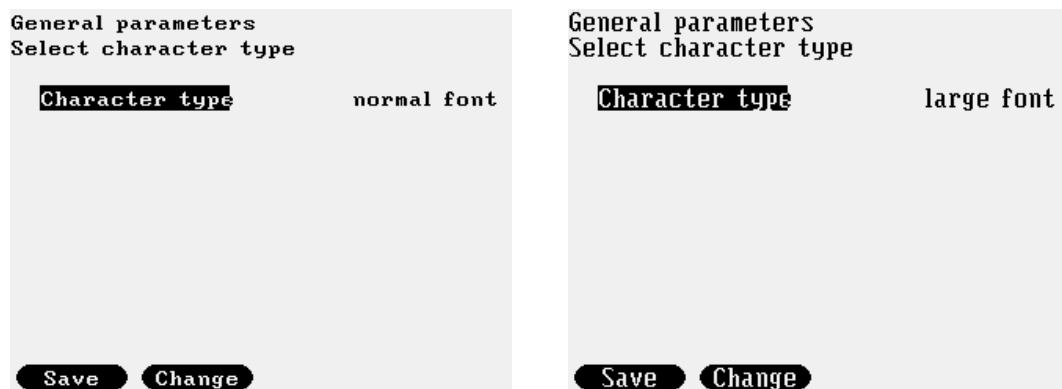 General parameters
Select character type
Character type normal font
Save Change
General parameters
Select character type
Character type large font
Save Change